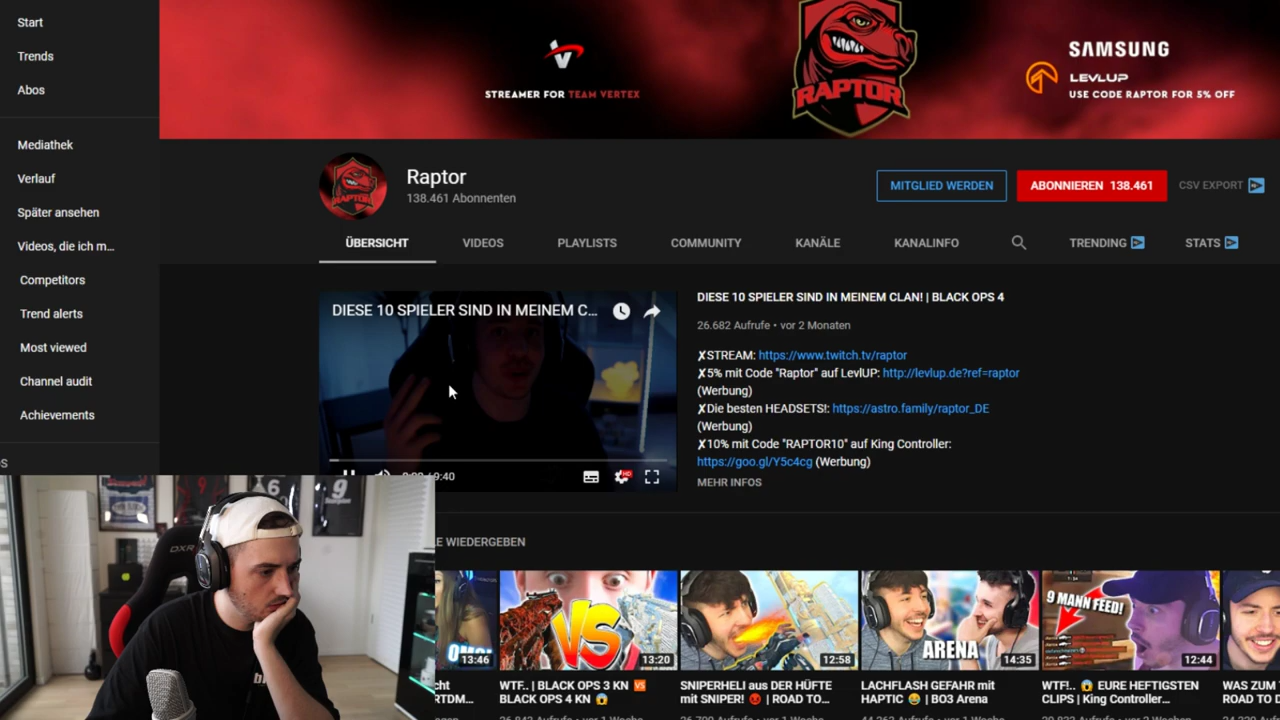 Start
Trends
Abos
Mediathek
Verlauf
Später ansehen
Videos, die ich m...
Competitors
Trend alerts
Most viewed
Channel audit
Achievements
STREAMER FOR TEAM VERTEX
RAPTOR
SAMSUNG
LEVLUP
USE CODE RAPTOR FOR 5% OFF
Raptor
138.461 Abonnenten
MITGLIED WERDEN
ABONNIEREN 138.461
CSV EXPORT
ÜBERSICHT
VIDEOS
PLAYLISTS
COMMUNITY
KANÄLE
KANALINFO
TRENDING
STATS
DIESE 10 SPIELER SIND IN MEINEM C...
HD
DIESE 10 SPIELER SIND IN MEINEM CLAN! | BLACK OPS 4
26.682 Aufrufe • vor 2 Monaten
✗STREAM: https://www.twitch.tv/raptor
✗5% mit Code "Raptor" auf LevlUP: http://levlup.de?ref=raptor
(Werbung)
✗Die besten HEADSETS!: https://astro.family/raptor_DE
(Werbung)
✗10% mit Code "RAPTOR10" auf King Controller:
https://goo.gl/Y5c4cg (Werbung)
MEHR INFOS
WIEDERGEBEN
DXR
6
9
13:46
VS
13:20
12:58
ARENA
14:35
9 MANN FEED!
12:44
WTF.. | BLACK OPS 3 KN 🆚
BLACK OPS 4 KN 😱
SNIPERHELL aus DER HÜFTE
mit SNIPER! 😡 | ROAD TO...
LACHFLASH GEFAHR mit
HAPTIC 😂 | BO3 Arena
WTF!.. 😱 EURE HEFTIGSTEN
CLIPS | King Controller...
WAS ZUM
ROAD TO